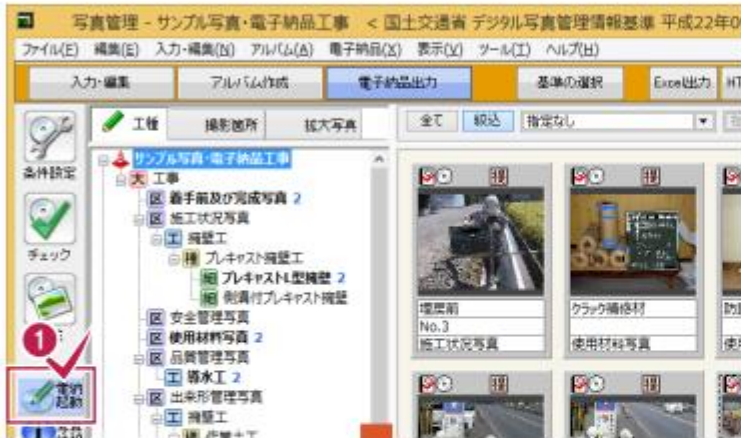 写真管理 - サンプル写真・電子納品工事 < 国土交通省 デジタル写真管理情報基準 平成22年
ファイル(F) 編集(E) 入力・編集(N) アルバム(A) 電子納品(X) 表示(V) ツール(T) ヘルプ(H)
入力・編集 アルバム作成 電子納品出力 基準の選択 Excel出力
工種 撮影箇所 拡大写真 全て 絞込 指定なし
条件設定
チェック
サンプル写真・電子納品工事
大 工事
区 着手前及び完成写真 2
区 施工状況写真
工 擁壁工
種 プレキャスト擁壁工
細 プレキャストL型擁壁 2
細 側溝付プレキャスト擁壁
区 安全管理写真
区 使用材料写真 2
区 品質管理写真
工 導水工 2
区 出来形管理写真
工 擁壁工
種 作業土工
1
電納
起動
提 提
埋戻前
No.3
施工状況写真
クラック補修材
使用材料写真
提 提